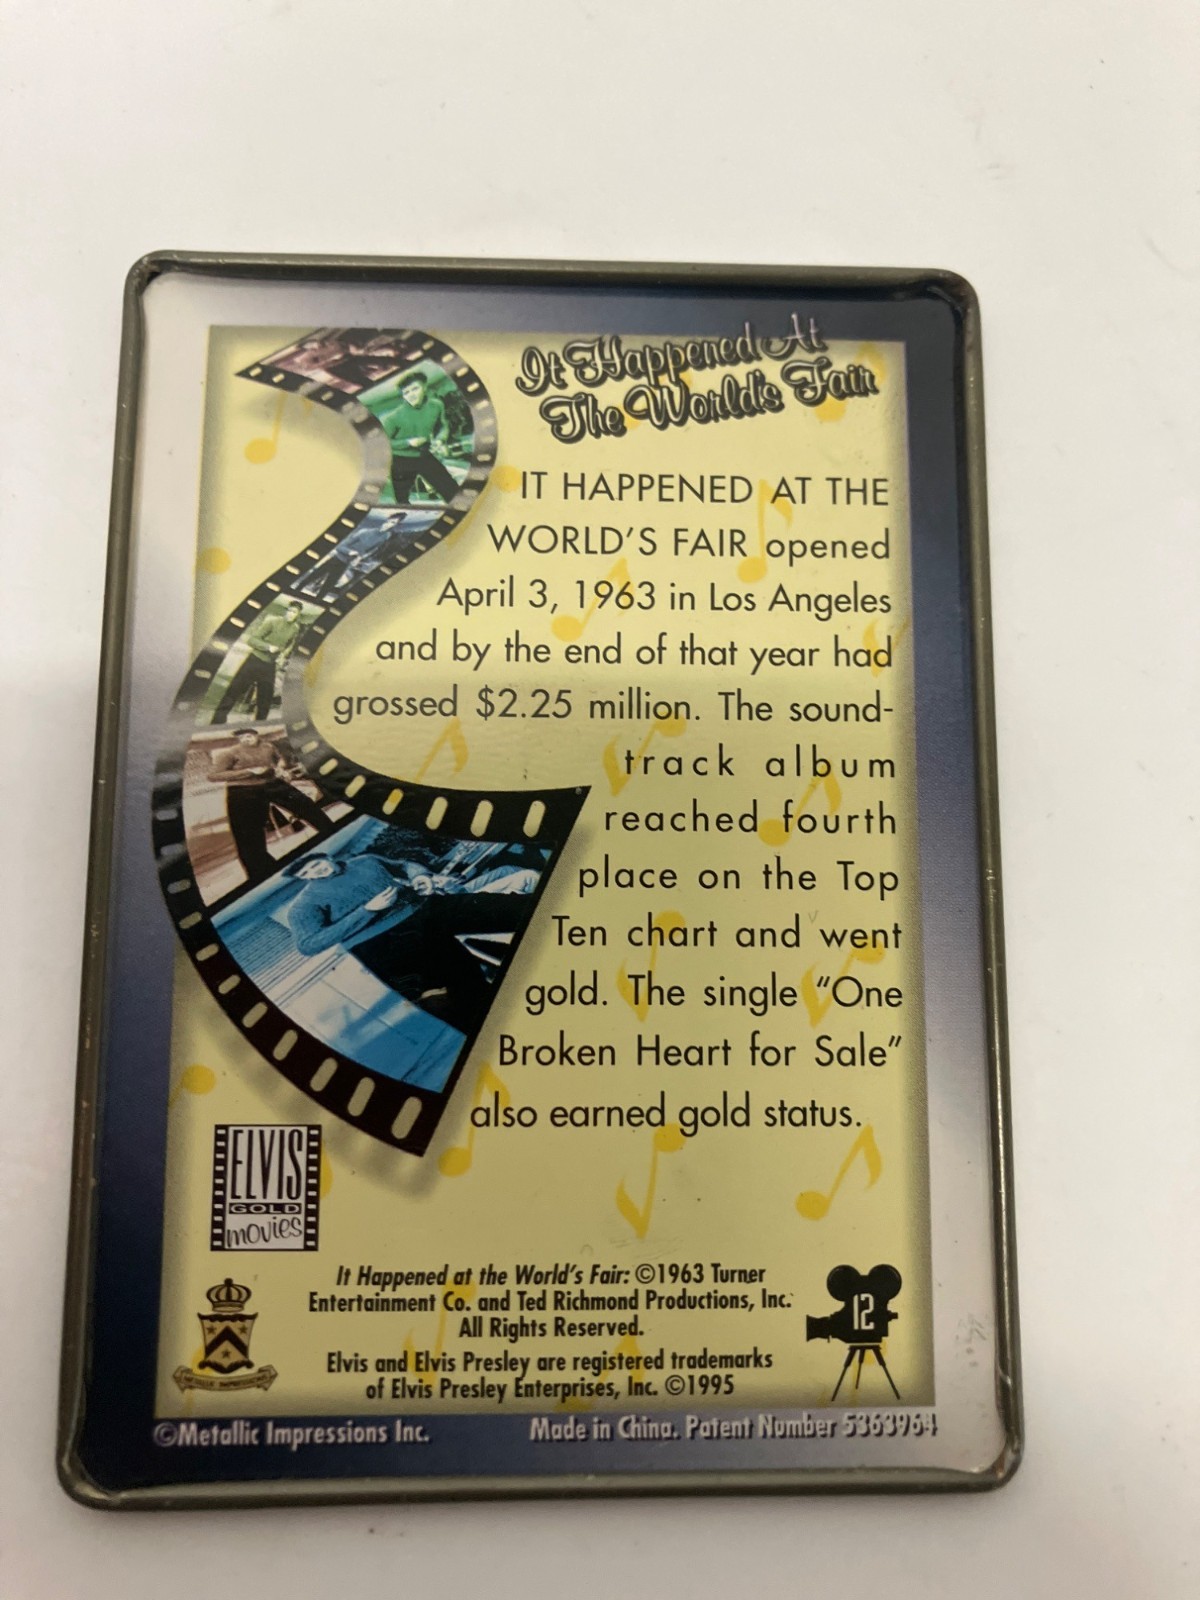 It Happened At
The World's Fair
IT HAPPENED AT THE
WORLD'S FAIR opened
April 3, 1963 in Los Angeles
and by the end of that year had
grossed $2.25 million. The sound-
track album
reached fourth
place on the Top
Ten chart and went
gold. The single "One
Broken Heart for Sale"
also earned gold status.
ELVIS
GOLD
movies
It Happened at the World's Fair: ©1963 Turner
Entertainment Co. and Ted Richmond Productions, Inc.
All Rights Reserved.
12
Elvis and Elvis Presley are registered trademarks
of Elvis Presley Enterprises, Inc. ©1995
METALLIC IMPRESSIONS
©Metallic Impressions Inc.
Made in China. Patent Number 5363964